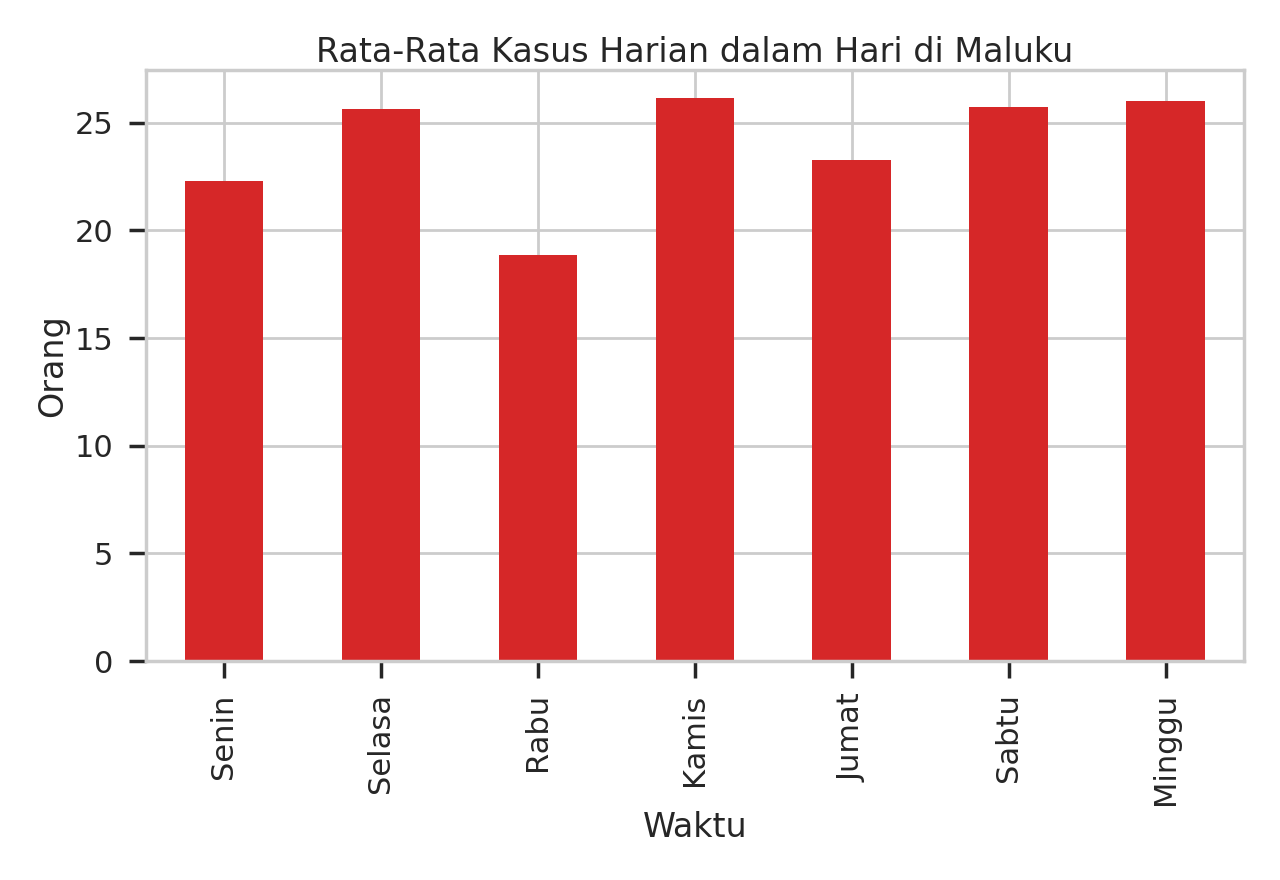 Rata-Rata Kasus Harian dalam Hari di Maluku
25
20
15
10
5
0
Orang
Senin
Selasa
Rabu
Kamis
Jumat
Sabtu
Minggu
Waktu